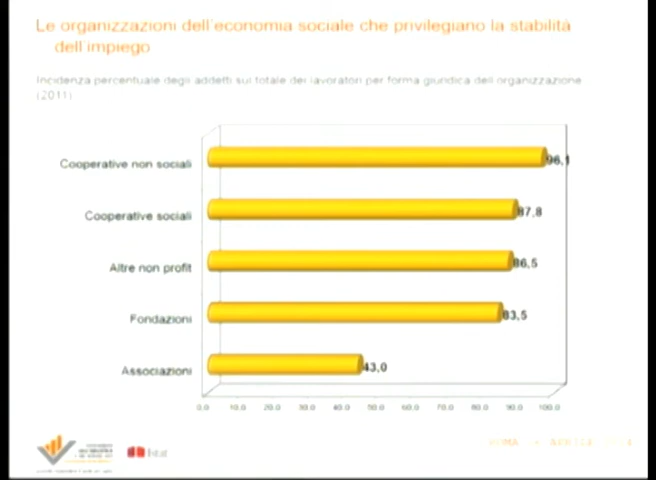 Le organizzazioni dell'economia sociale che privilegiano la stabilità
dell'impiego
Incidenza percentuale degli addetti sul totale dei lavoratori per forma giuridica dell'organizzazione
(2011)
Cooperative non sociali
96,1
Cooperative sociali
87,8
Altre non profit
86,5
Fondazioni
83,5
Associazioni
43,0
0,0 10,0 20,0 30,0 40,0 50,0 60,0 70,0 80,0 90,0 100,0
Istat
ROMA APRILE